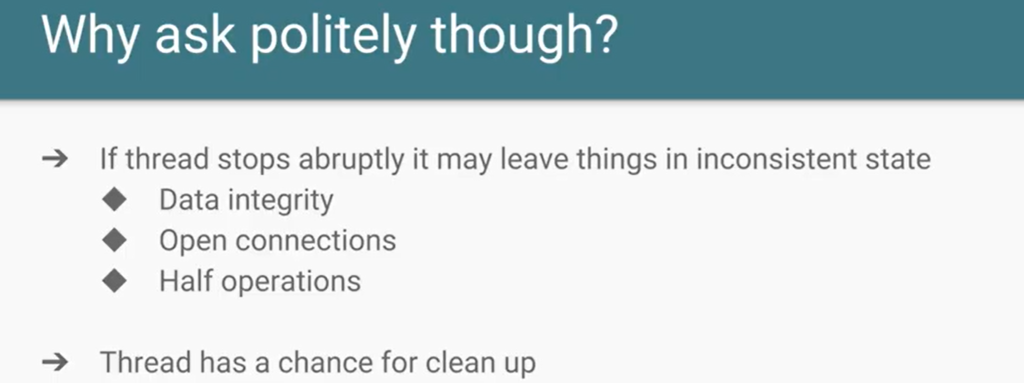 Why ask politely though?
➔ If thread stops abruptly it may leave things in inconsistent state
◆ Data integrity
◆ Open connections
◆ Half operations
➔ Thread has a chance for clean up